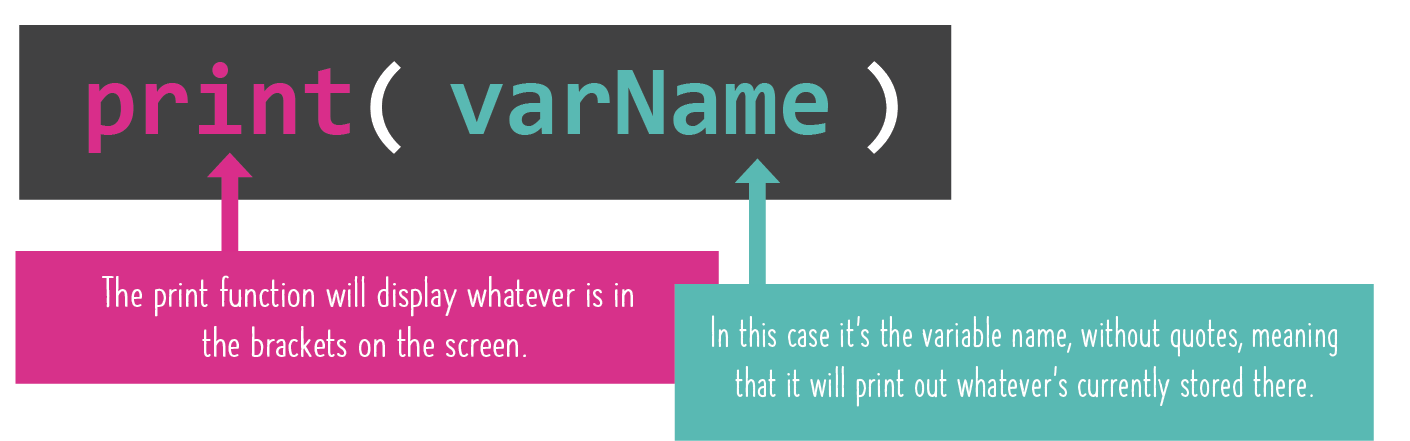 print( varName )
The print function will display whatever is in
the brackets on the screen.
In this case it's the variable name, without quotes, meaning
that it will print out whatever's currently stored there.